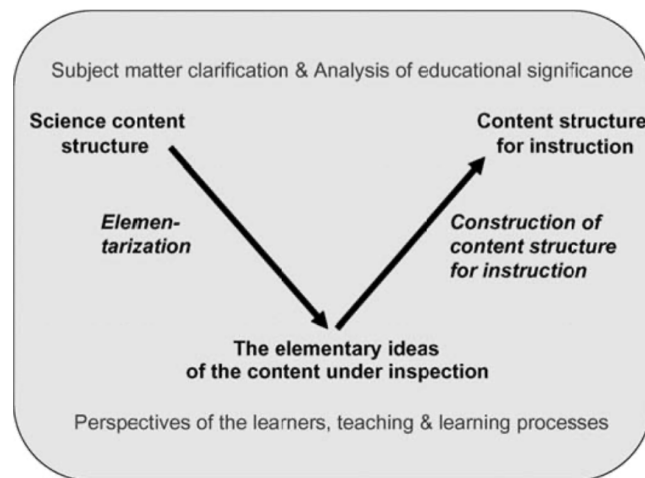 Subject matter clarification & Analysis of educational significance
Science content
structure
Content structure
for instruction
Elemen-
tarization
Construction of
content structure
for instruction
The elementary ideas
of the content under inspection
Perspectives of the learners, teaching & learning processes